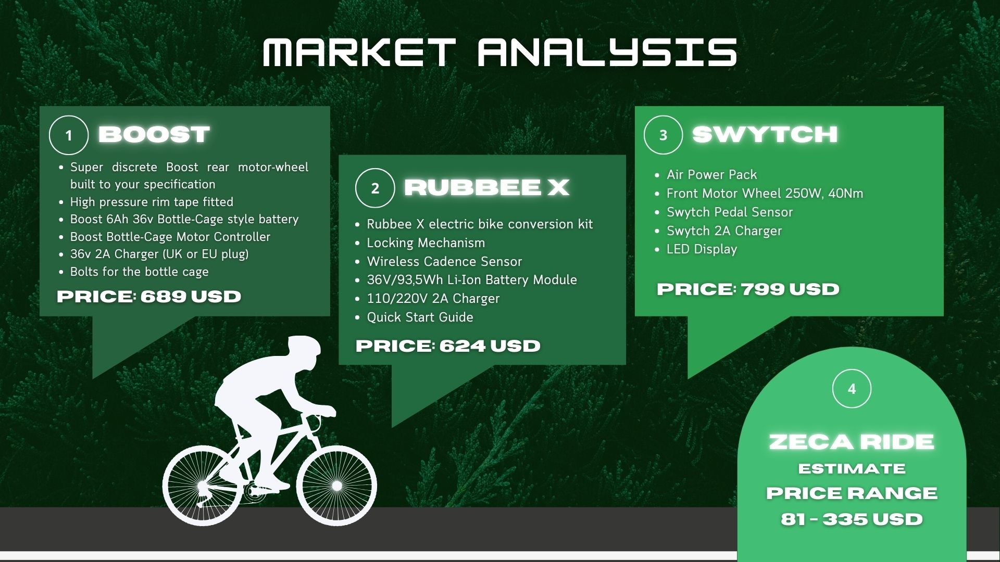 MARKET ANALYSIS
1 BOOST
• Super discrete Boost rear motor-wheel
built to your specification
• High pressure rim tape fitted
• Boost 6Ah 36v Bottle-Cage style battery
• Boost Bottle-Cage Motor Controller
• 36v 2A Charger (UK or EU plug)
• Bolts for the bottle cage
PRICE: 689 USD
2 RUBBEE X
• Rubbee X electric bike conversion kit
• Locking Mechanism
• Wireless Cadence Sensor
• 36V/93,5Wh Li-Ion Battery Module
• 110/220V 2A Charger
• Quick Start Guide
PRICE: 624 USD
3 SWYTCH
• Air Power Pack
• Front Motor Wheel 250W, 40Nm
• Swytch Pedal Sensor
• Swytch 2A Charger
• LED Display
PRICE: 799 USD
4
ZECA RIDE
ESTIMATE
PRICE RANGE
81 - 335 USD